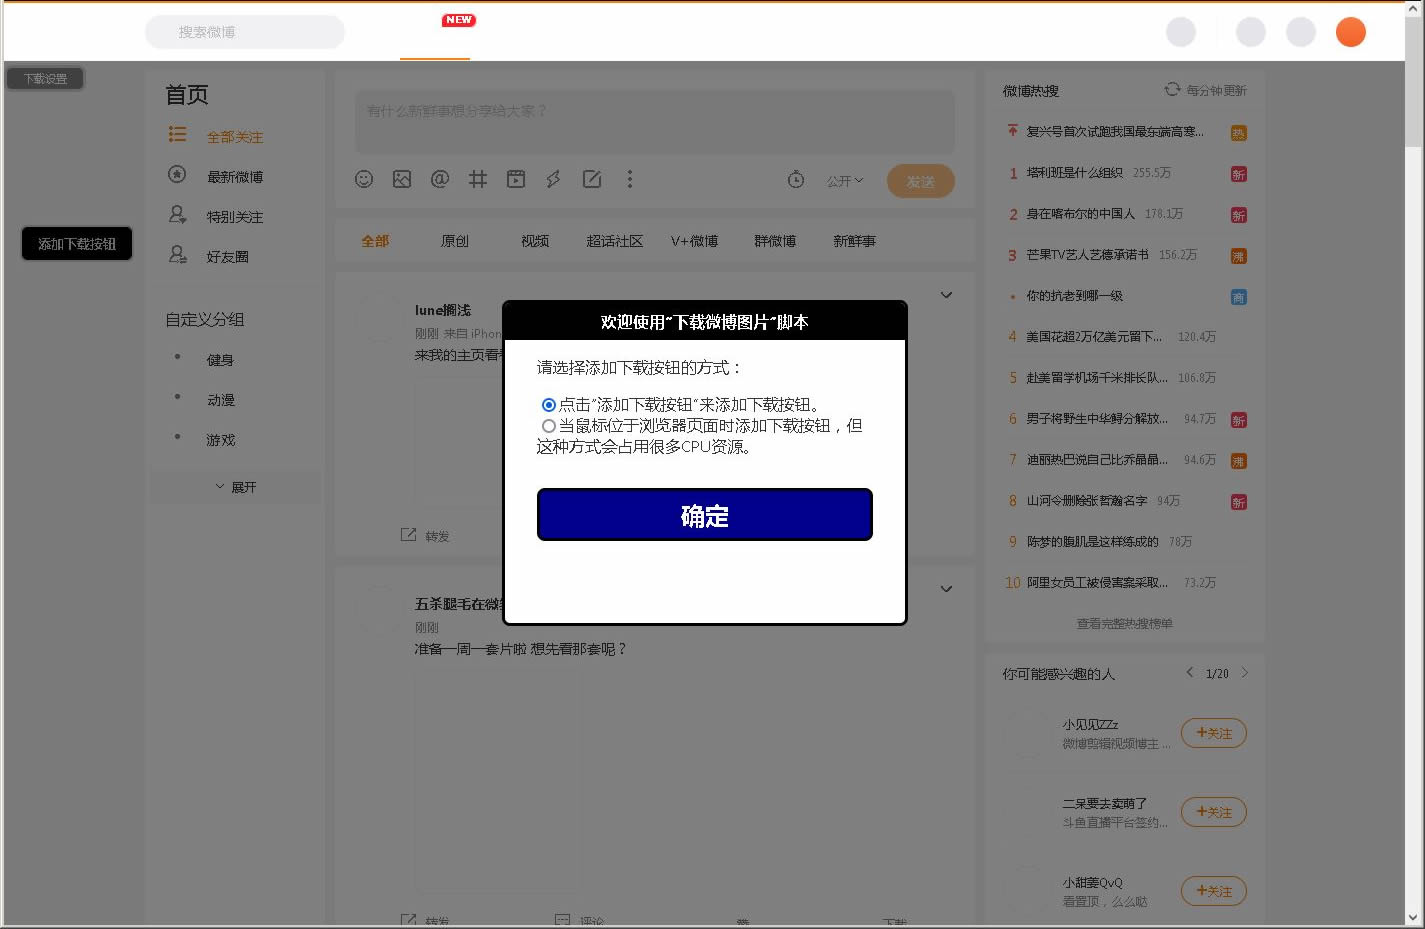 搜索微博
NEW
下载设置
添加下载按钮
首页
全部关注
最新微博
特别关注
好友圈
自定义分组
健身
动漫
游戏
展开
有什么新鲜事想分享给大家？
公开
发送
全部 原创 视频 超话社区 V+微博 群微博 新鲜事
lune搁浅
刚刚 来自 iPhon
来我的主页看
转发
欢迎使用“下载微博图片”脚本
请选择添加下载按钮的方式：
点击“添加下载按钮”来添加下载按钮。
当鼠标位于浏览器页面时添加下载按钮，但
这种方式会占用很多CPU资源。
确定
五杀腿毛在微
刚刚
准备一周一套片啦 想先看那套呢？
转发 评论 赞 下载
微博热搜 每分钟更新
复兴号首次试跑我国最东端高寒... 热
1 塔利班是什么组织 255.5万 新
2 身在喀布尔的中国人 178.1万 新
3 芒果TV艺人艺德承诺书 156.2万 沸
• 你的抗老到哪一级 商
4 美国花超2万亿美元留下... 120.4万
5 赴美留学机场千米排长队... 106.8万
6 男子将野生中华鲟分解放... 94.7万 新
7 迪丽热巴说自己比乔晶晶... 94.6万 沸
8 山河令删除张哲瀚名字 94万 新
9 陈梦的腹肌是这样练成的 78万
10 阿里女员工被侵害案采取... 73.2万
查看完整热搜榜单
你可能感兴趣的人 1/20
小见见ZZz
微博剪辑视频博主 ...
+关注
二呆要去卖萌了
斗鱼直播平台签约...
+关注
小甜姜QvQ
看置顶，么么哒
+关注